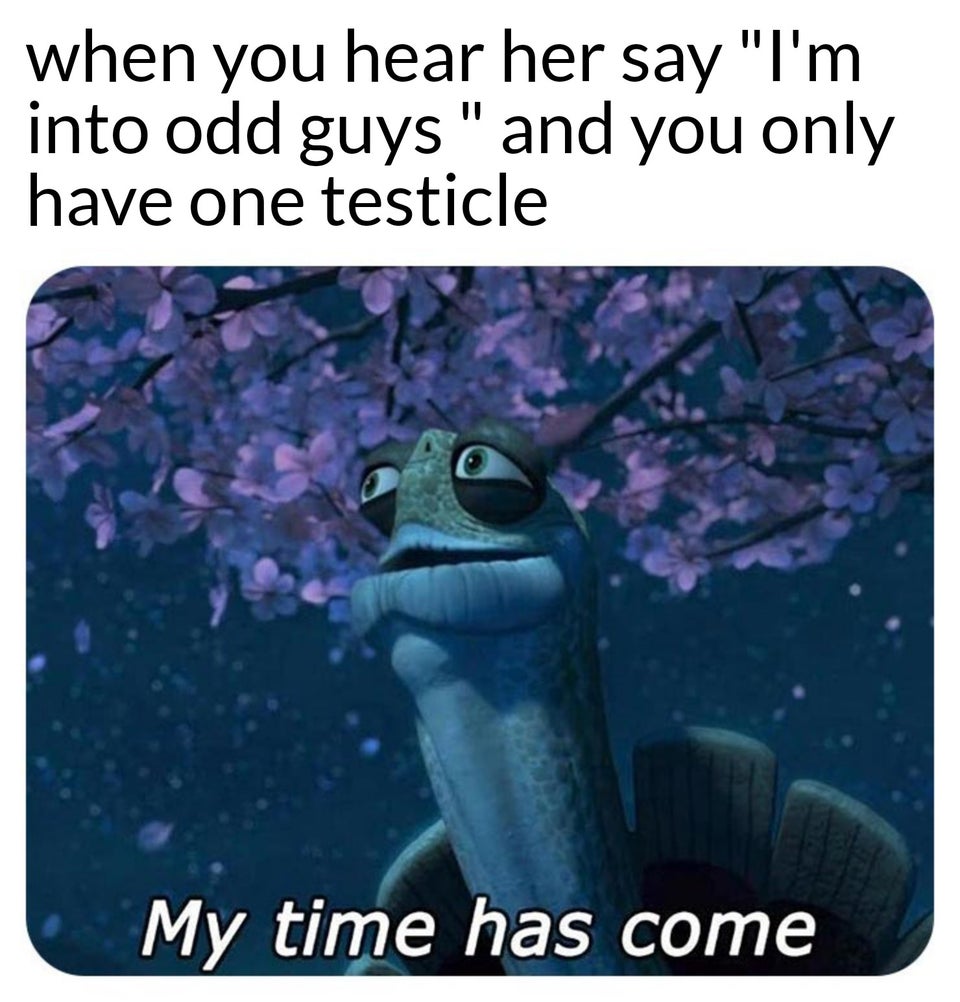 when you hear her say "I'm
into odd guys " and you only
have one testicle
My time has come